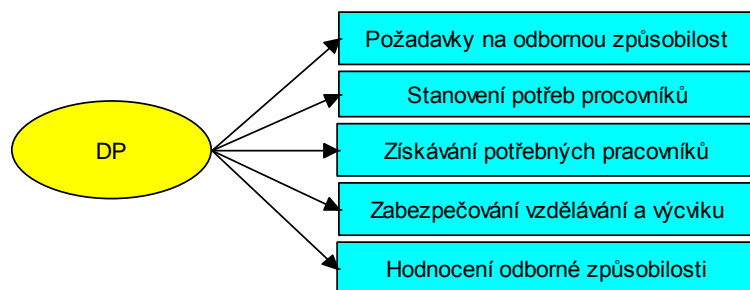 Požadavky na odbornou způsobilost
Stanovení potřeb procovníků
DP
Získávání potřebných pracovníků
Zabezpečování vzdělávání a výcviku
Hodnocení odborné způsobilosti